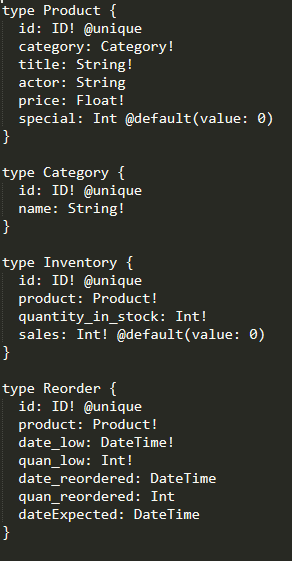 type Product {
  id: ID! @unique
  category: Category!
  title: String!
  actor: String
  price: Float!
  special: Int @default(value: 0)
}

type Category {
  id: ID! @unique
  name: String!
}

type Inventory {
  id: ID! @unique
  product: Product!
  quantity_in_stock: Int!
  sales: Int! @default(value: 0)
}

type Reorder {
  id: ID! @unique
  product: Product!
  date_low: DateTime!
  quan_low: Int!
  date_reordered: DateTime
  quan_reordered: Int
  dateExpected: DateTime
}